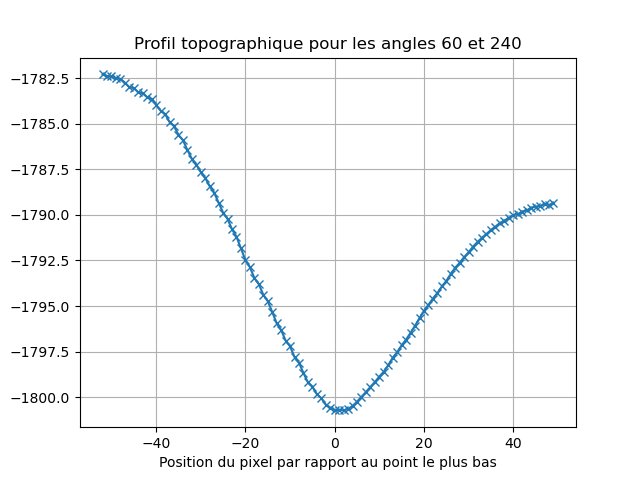 Profil topographique pour les angles 60 et 240
−1782.5
−1785.0
−1787.5
−1790.0
−1792.5
−1795.0
−1797.5
−1800.0
−40 −20 0 20 40
Position du pixel par rapport au point le plus bas